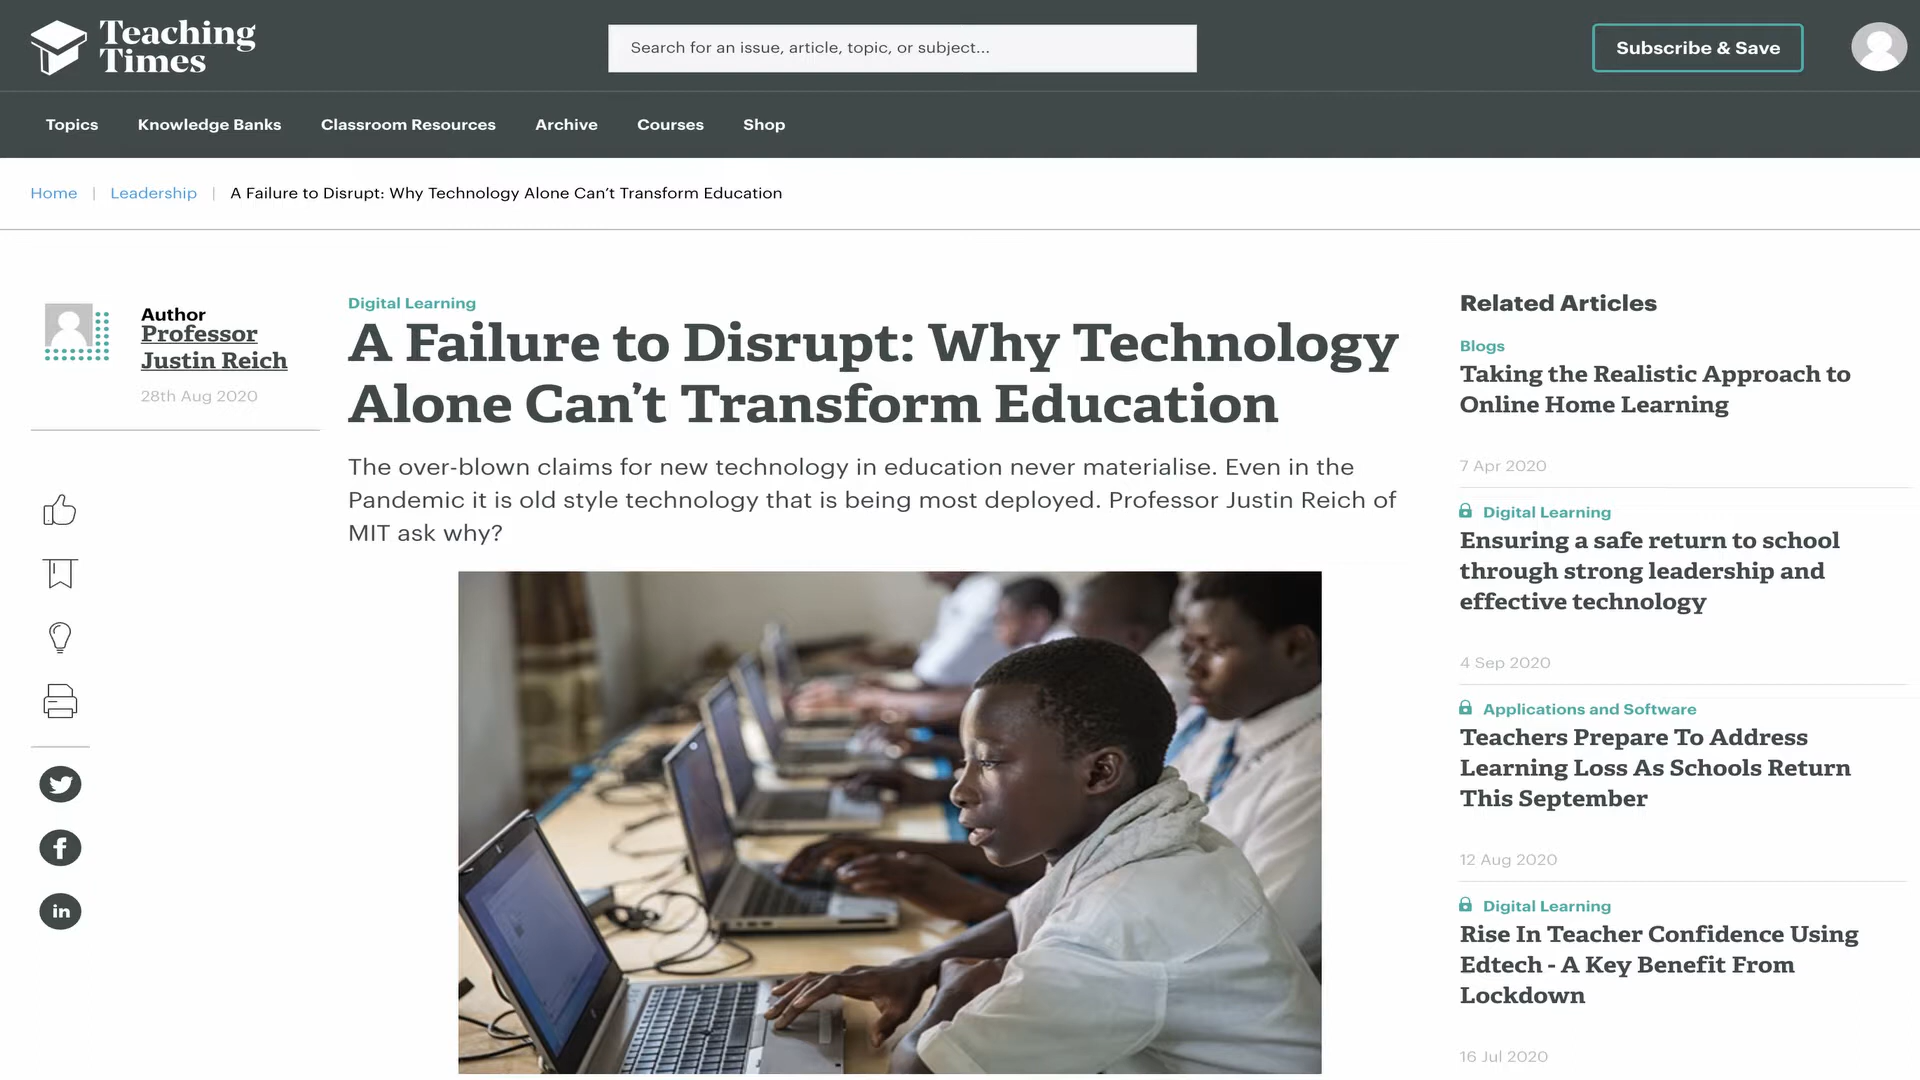 Teaching
Times
Search for an issue, article, topic, or subject...
Subscribe & Save
Topics
Knowledge Banks
Classroom Resources
Archive
Courses
Shop
Home | Leadership | A Failure to Disrupt: Why Technology Alone Can’t Transform Education
Author
Professor
Justin Reich
28th Aug 2020
Digital Learning
A Failure to Disrupt: Why Technology
Alone Can’t Transform Education
The over-blown claims for new technology in education never materialise. Even in the
Pandemic it is old style technology that is being most deployed. Professor Justin Reich of
MIT ask why?
Related Articles
Blogs
Taking the Realistic Approach to
Online Home Learning
7 Apr 2020
Digital Learning
Ensuring a safe return to school
through strong leadership and
effective technology
4 Sep 2020
Applications and Software
Teachers Prepare To Address
Learning Loss As Schools Return
This September
12 Aug 2020
Digital Learning
Rise In Teacher Confidence Using
Edtech - A Key Benefit From
Lockdown
16 Jul 2020